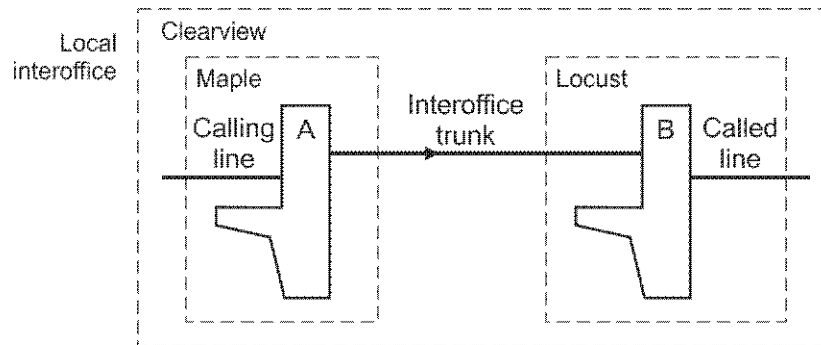 Local
interoffice
Clearview
Maple
Locust
Calling
line
A
Interoffice
trunk
B
Called
line